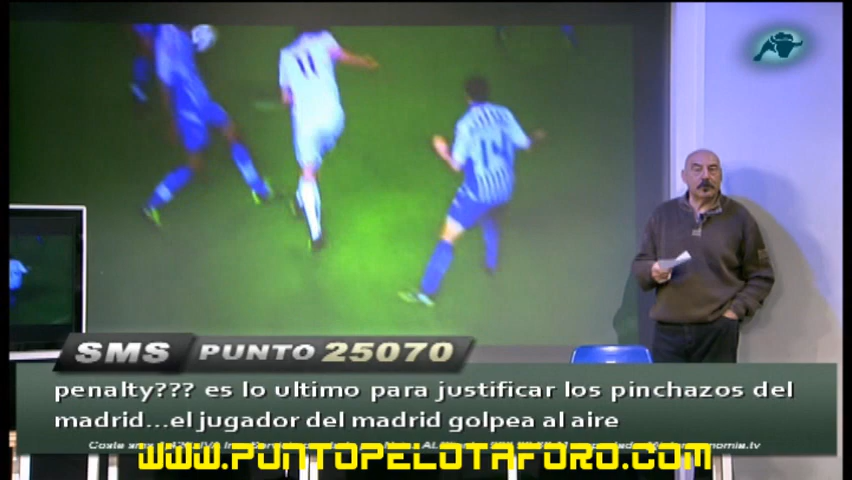 11
SMS PUNTO 25070
penalty??? es lo ultimo para justificar los pinchazos del
madrid...el jugador del madrid golpea al aire
WWW.PUNTOPELOTAFORO.COM